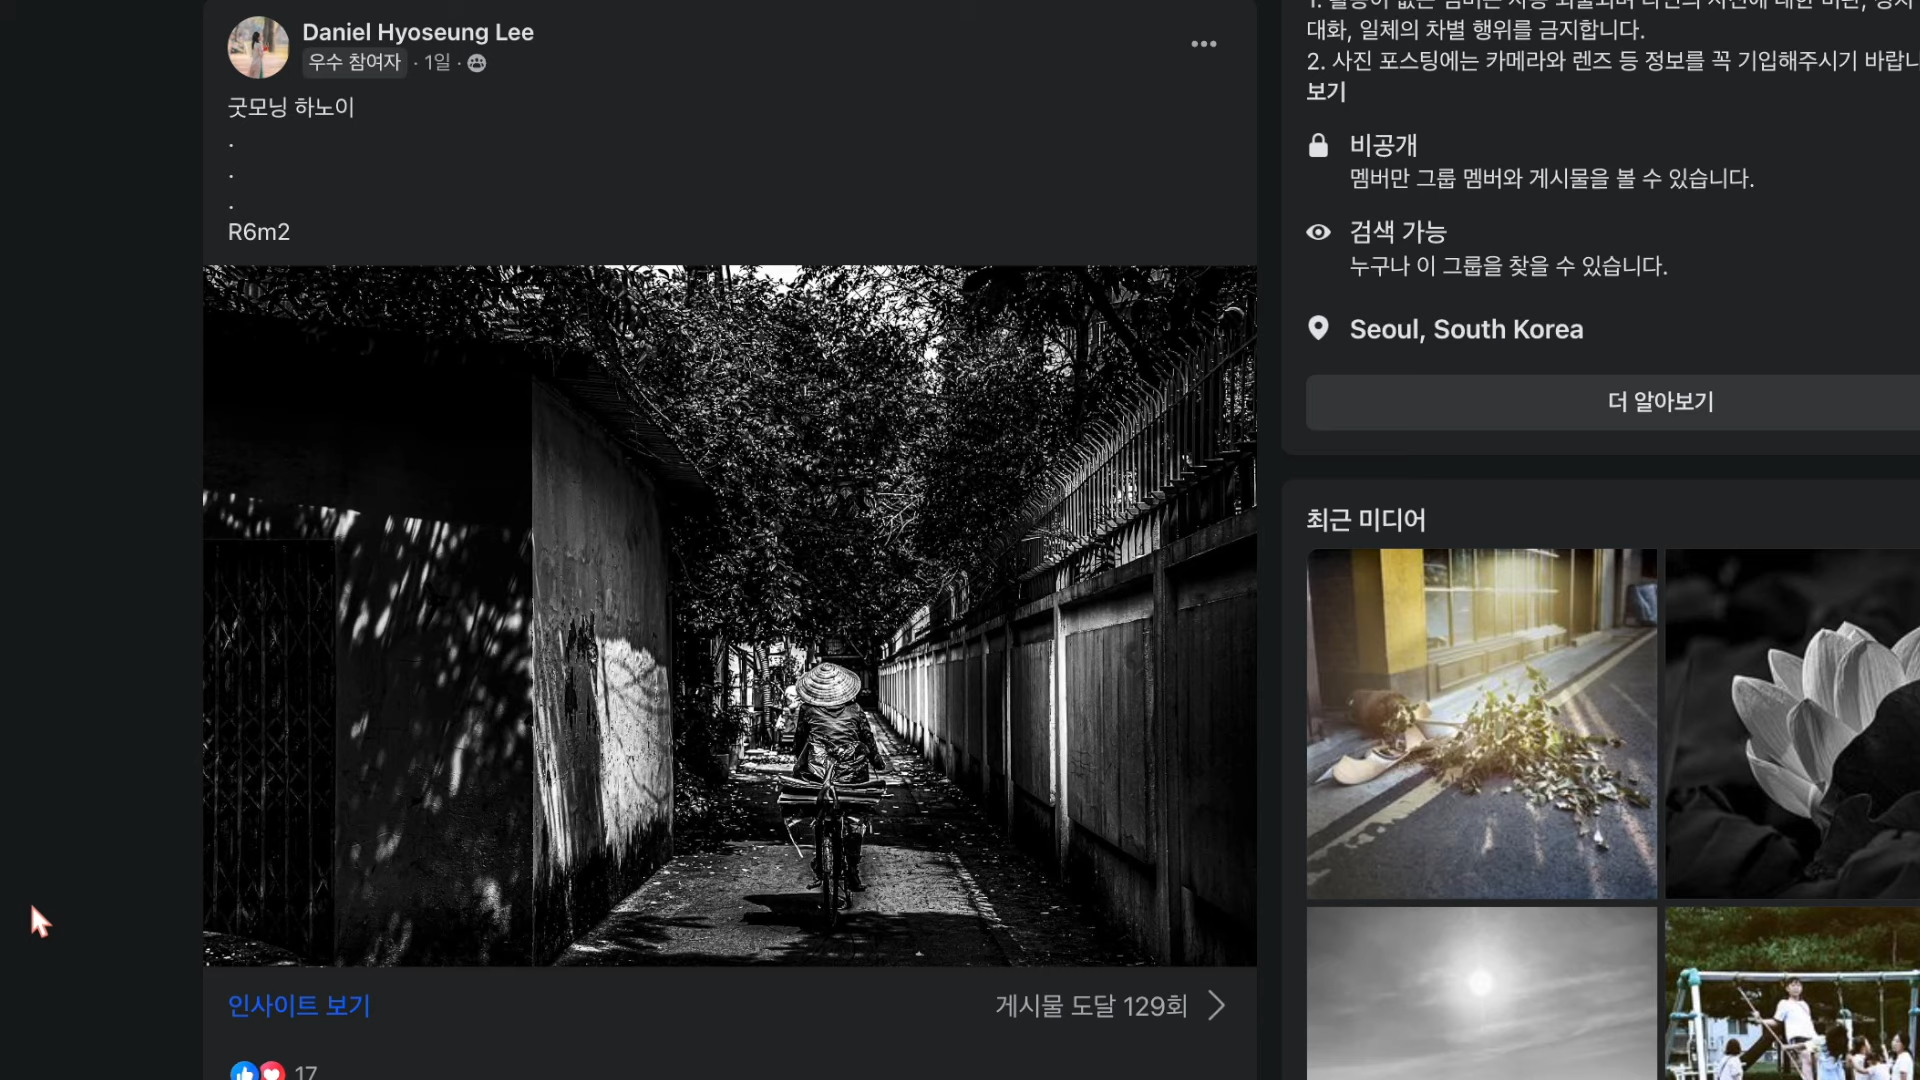 Daniel Hyoseung Lee
우수 참여자 · 1일 ·
굿모닝 하노이
.
.
.
R6m2
인사이트 보기
게시물 도달 129회
17
대화, 일체의 차별 행위를 금지합니다.
2. 사진 포스팅에는 카메라와 렌즈 등 정보를 꼭 기입해주시기 바랍니
보기
비공개
멤버만 그룹 멤버와 게시물을 볼 수 있습니다.
검색 가능
누구나 이 그룹을 찾을 수 있습니다.
Seoul, South Korea
더 알아보기
최근 미디어